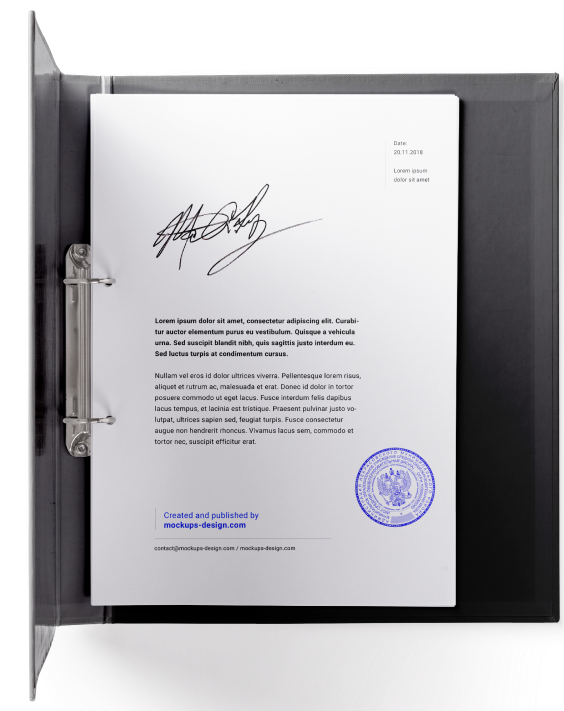 Date:
20.11.2018
Lorem ipsum
dolor sit amet
Lorem ipsum dolor sit amet, consectetur adipiscing elit. Curabi-
tur auctor elementum purus eu vestibulum. Quisque a vehicula
urna. Sed suscipit blandit nibh, quis sagittis justo interdum eu.
Sed luctus turpis at condimentum cursus.
Nullam vel eros id dolor ultrices viverra. Pellentesque lorem risus,
aliquet et rutrum ac, malesuada et erat. Donec id dolor in tortor
posuere commodo ut eget lacus. Fusce interdum felis dapibus
lacus tempus, et lacinia est tristique. Praesent pulvinar justo vo-
lutpat, ultrices sapien sed, feugiat turpis. Fusce consectetur
augue non hendrerit rhoncus. Vivamus lacus sem, commodo et
tortor nec, suscipit efficitur erat.
Created and published by
mockups-design.com
contact@mockups-design.com / mockups-design.com